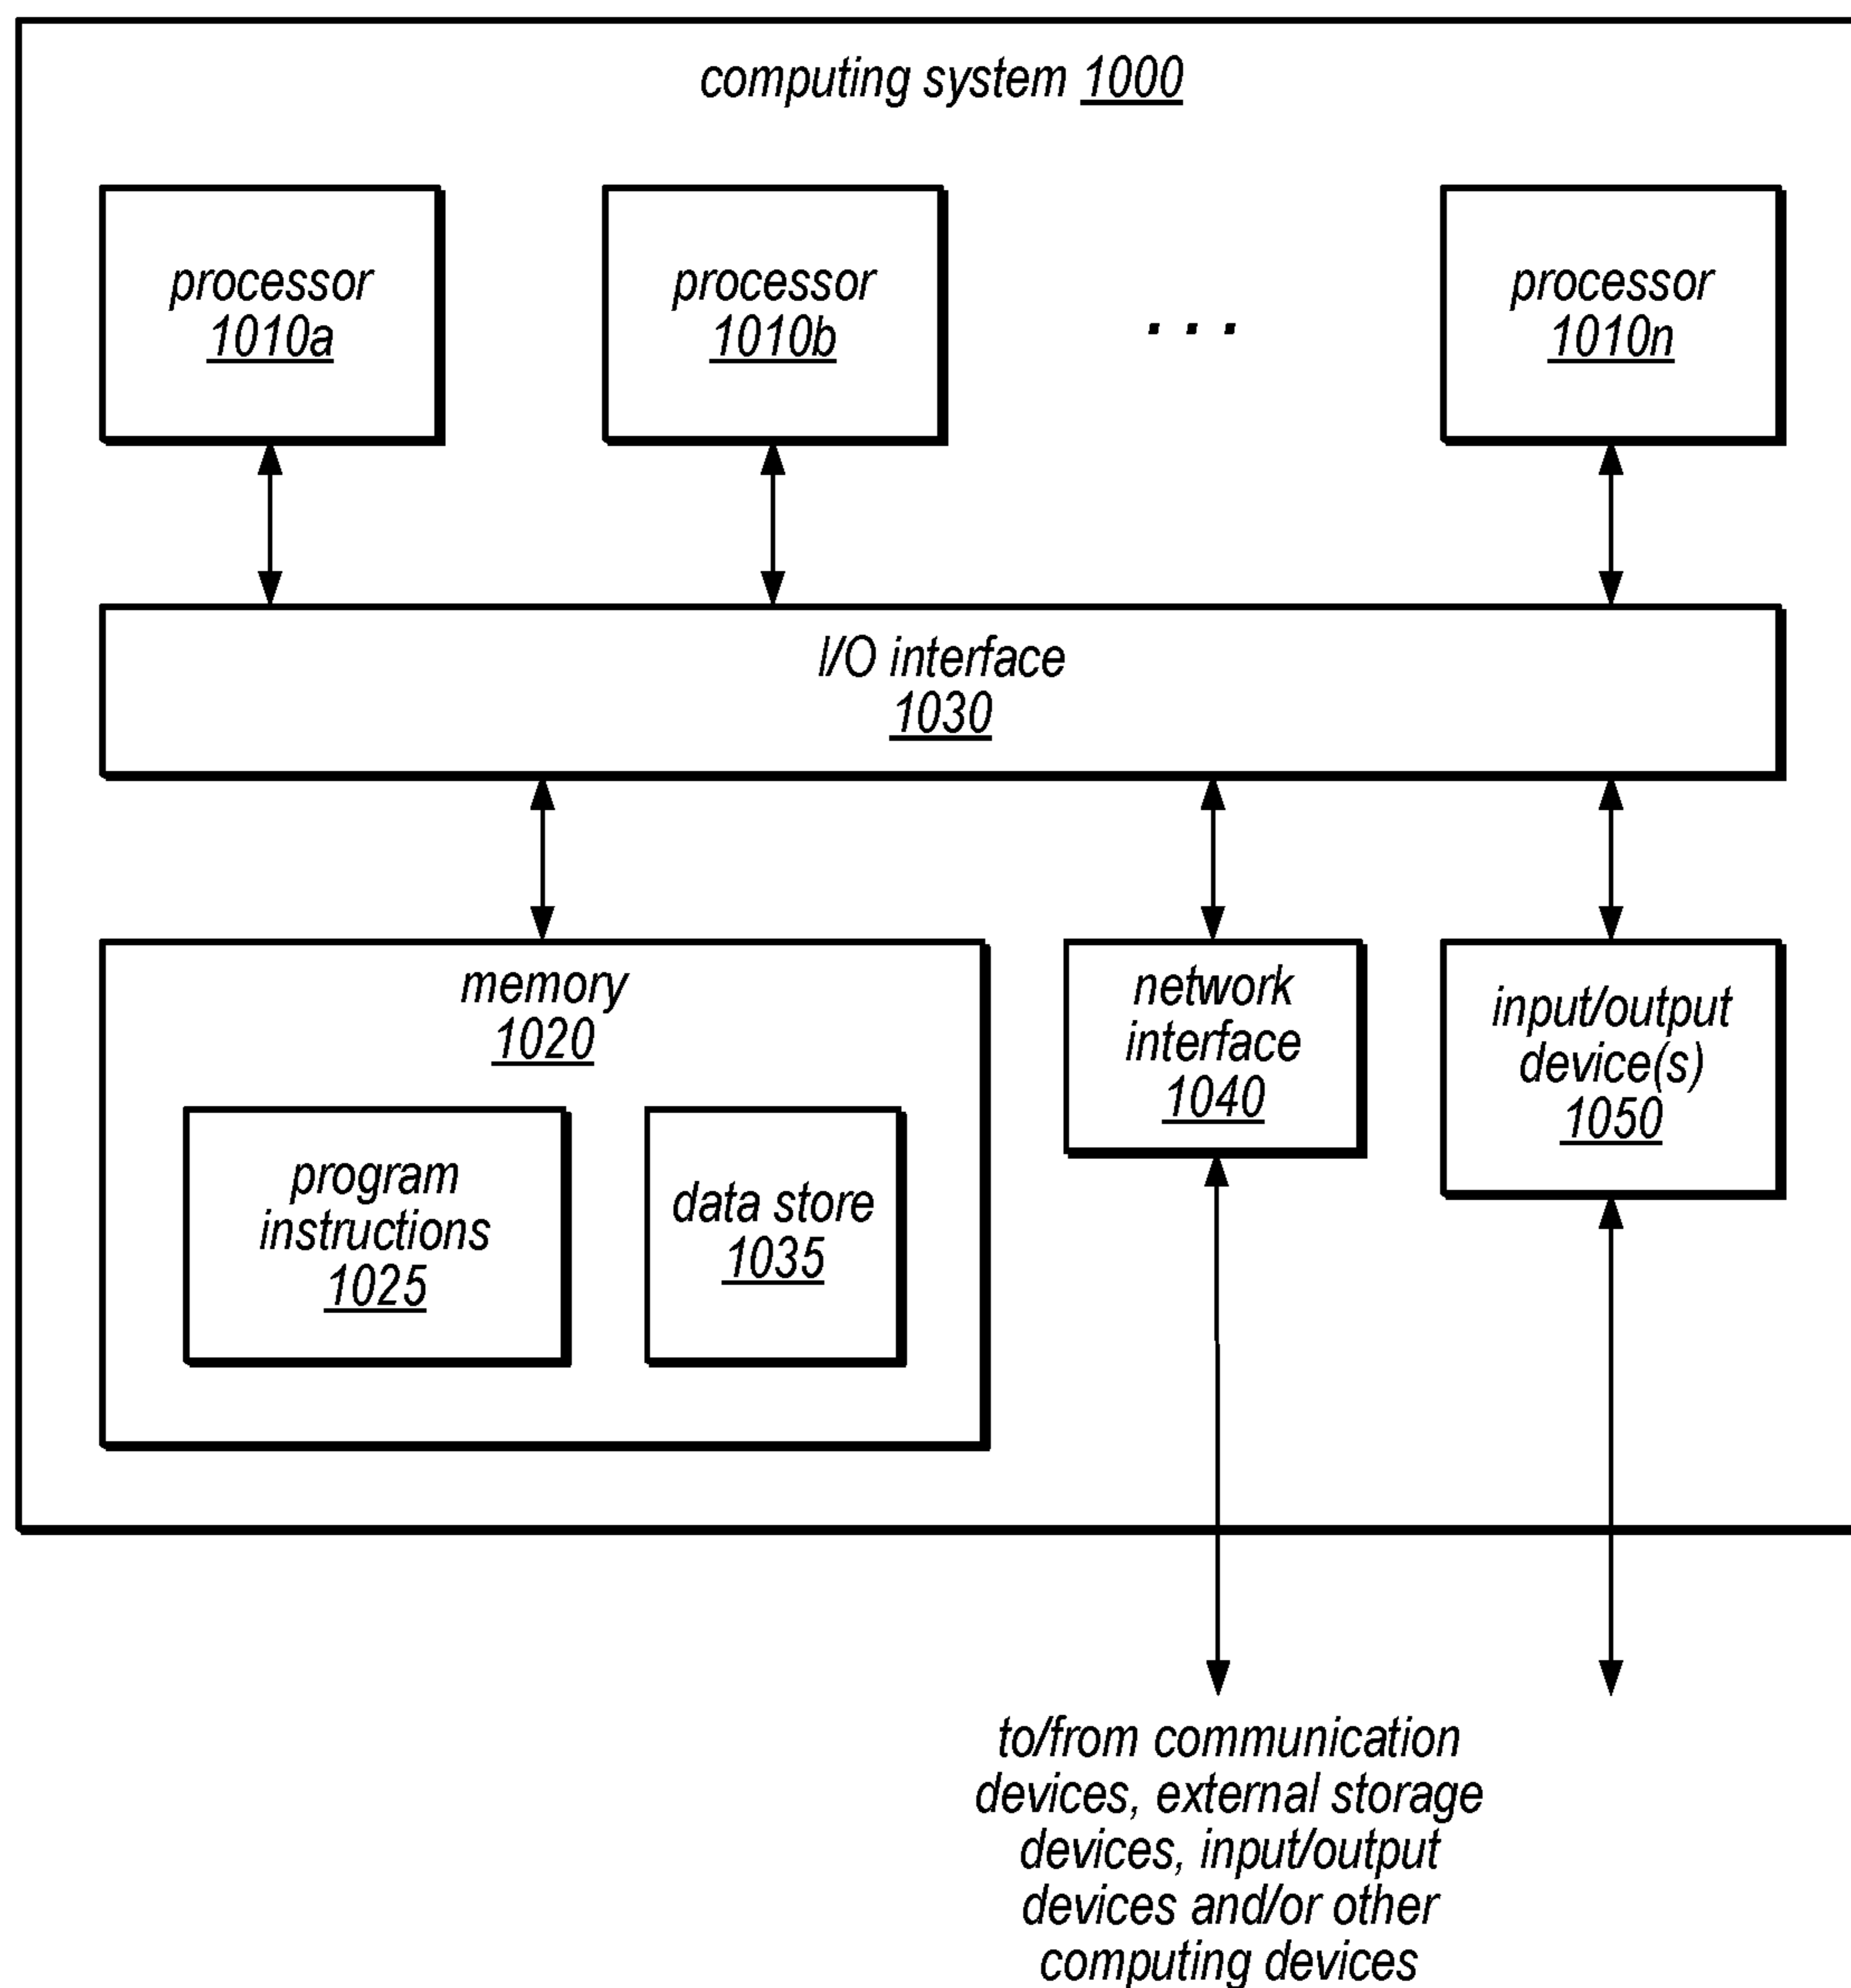 computing system 1000
processor
1010a
processor
1010b
. . .
processor
1010n
I/O interface
1030
memory
1020
program
instructions
1025
data store
1035
network
interface
1040
input/output
device(s)
1050
to/from communication
devices, external storage
devices, input/output
devices and/or other
computing devices